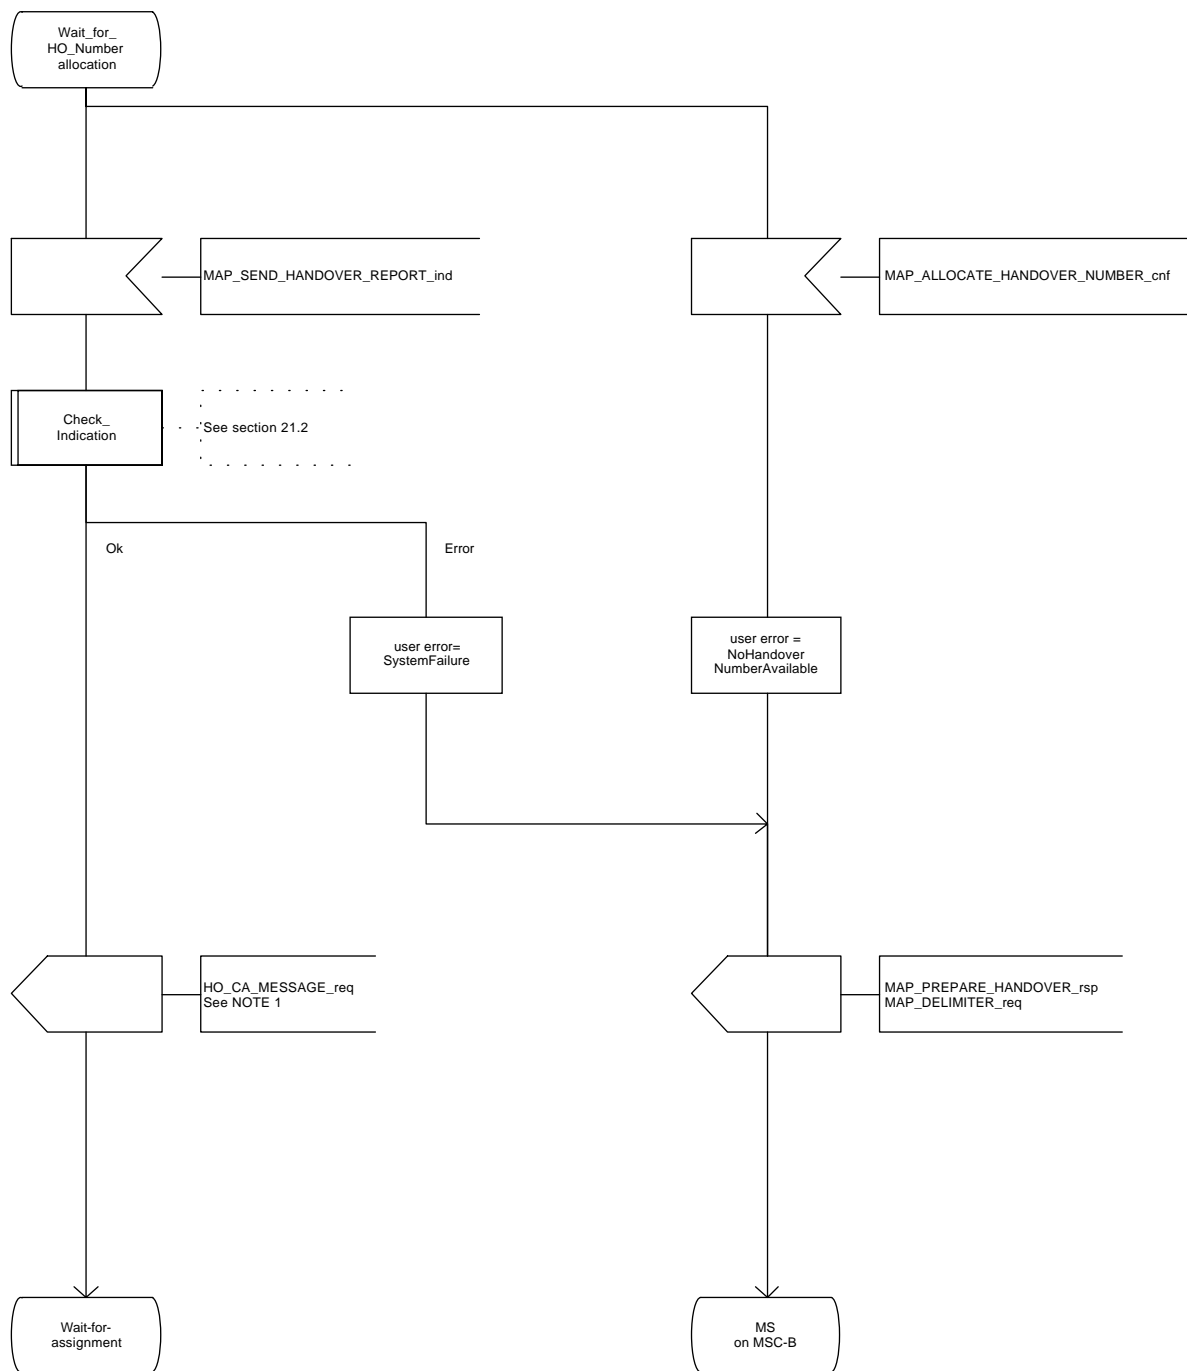 Wait_for_
HO_Number
allocation
MAP_SEND_HANDOVER_REPORT_ind
MAP_ALLOCATE_HANDOVER_NUMBER_cnf
Check_
Indication
See section 21.2
Ok
Error
user error=
SystemFailure
user error =
NoHandover
NumberAvailable
HO_CA_MESSAGE_req
See NOTE 1
MAP_PREPARE_HANDOVER_rsp
MAP_DELIMITER_req
Wait-for-
assignment
MS
on MSC-B